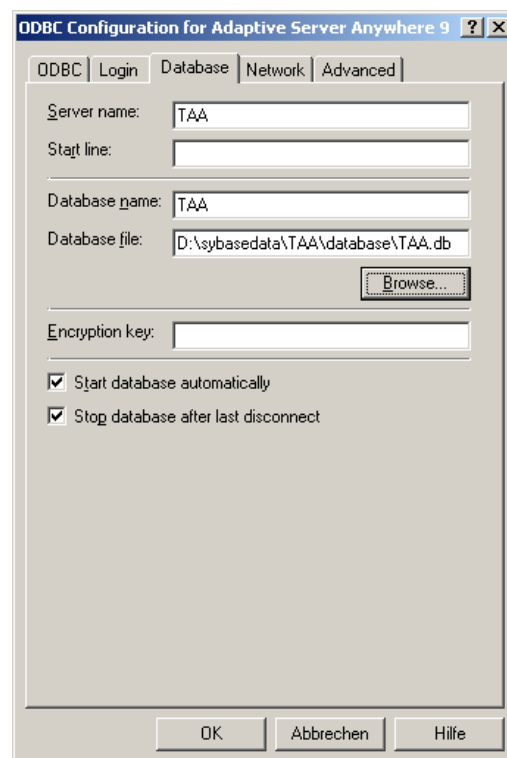 ODBC Configuration for Adaptive Server Anywhere 9
ODBC Login Database Network Advanced
Server name: TAA
Start line:
Database name: TAA
Database file: D:\sybasedata\TAA\database\TAA.db
Browse...
Encryption key:
Start database automatically
Stop database after last disconnect
OK Abbrechen Hilfe